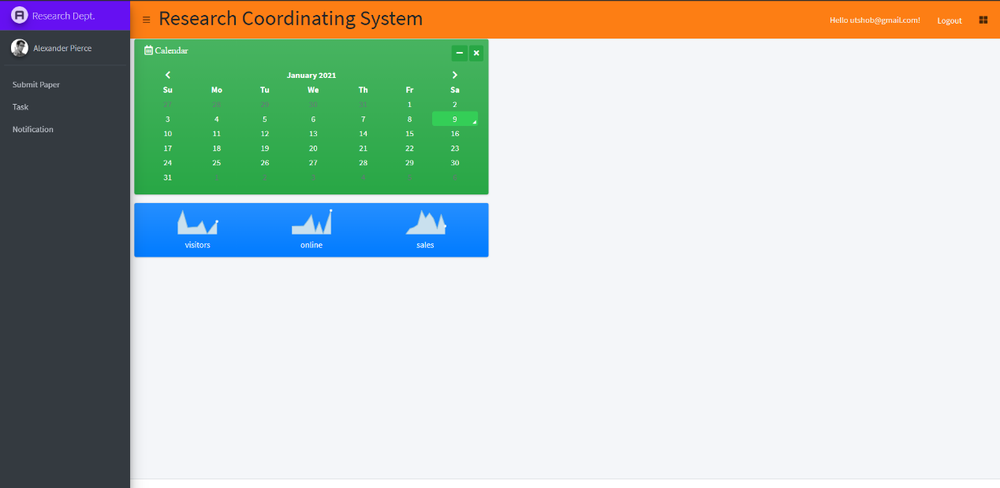 Research Dept.
Research Coordinating System
Hello utshob@gmail.com!
Logout
Alexander Pierce
Submit Paper
Task
Notification
Calendar
January 2021
Su Mo Tu We Th Fr Sa
27 28 29 30 31 1 2
3 4 5 6 7 8 9
10 11 12 13 14 15 16
17 18 19 20 21 22 23
24 25 26 27 28 29 30
31 1 2 3 4 5 6
visitors online sales